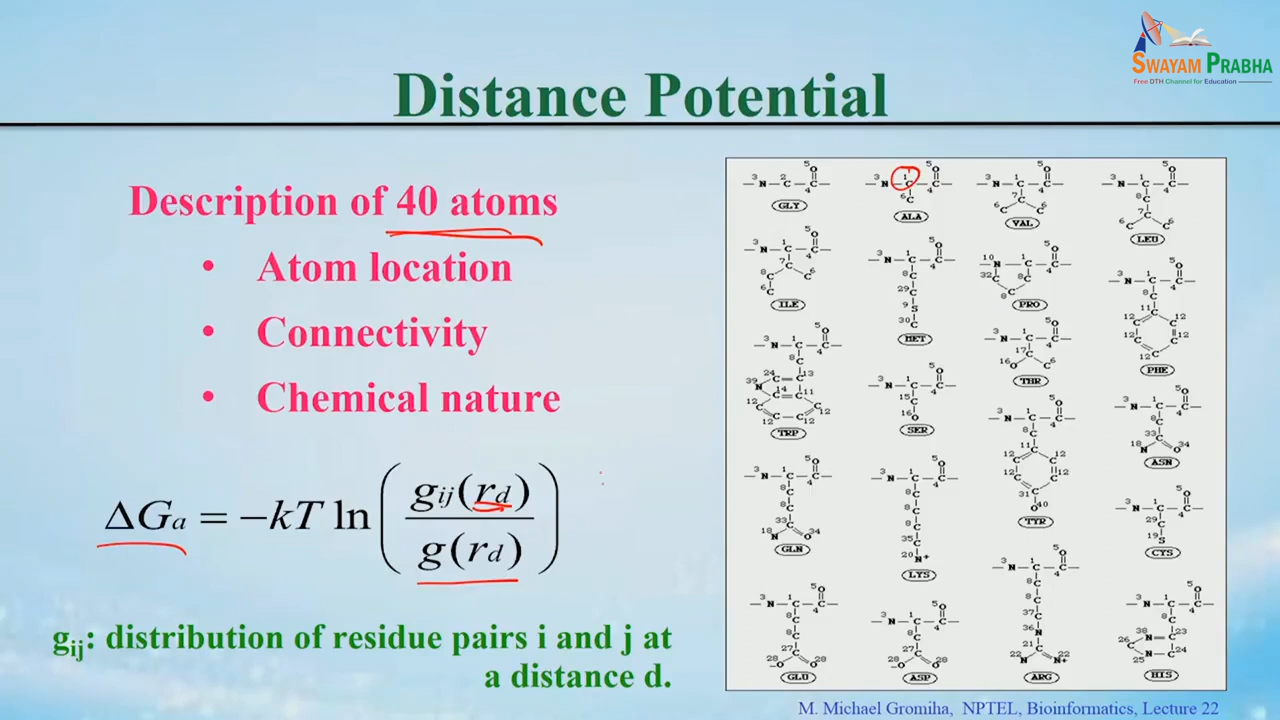 SWAYAM PRABHA
Free DTH Channel for Education
Distance Potential
Description of 40 atoms
• Atom location
• Connectivity
• Chemical nature
ΔGa = −kT ln ( gij(rd) / g(rd) )
gij: distribution of residue pairs i and j at
a distance d.
GLY
ALA
VAL
LEU
ILE
MET
PRO
PHE
TRP
SER
THR
ASN
GLN
LYS
TYR
CYS
GLU
ASP
ARG
HIS
M. Michael Gromiha, NPTEL, Bioinformatics, Lecture 22